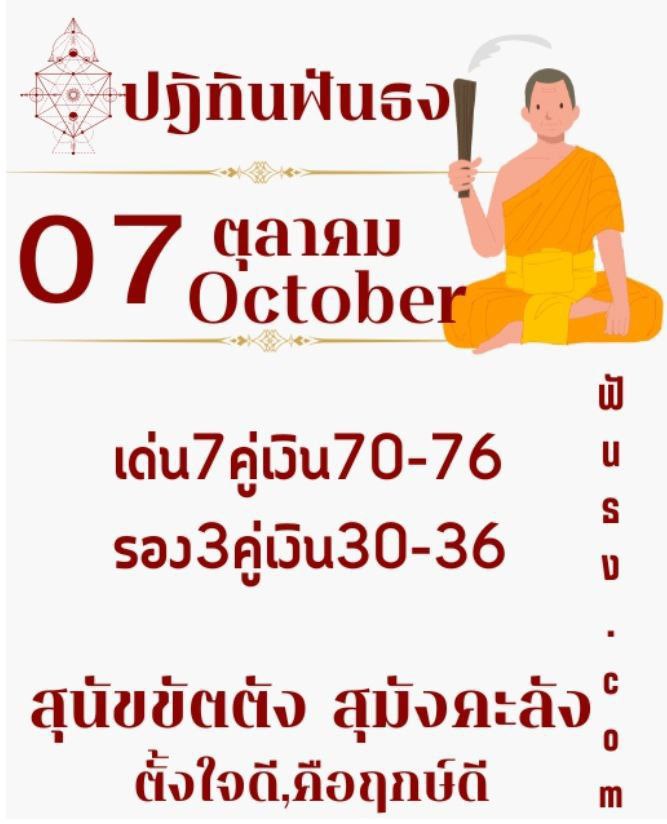 ปฏิทินฟันธง
07 ตุลาคม
October
เด่น7คู่เงิน70-76
รอง3คู่เงิน30-36
สุนัขขัตตัง สุมังคะลัง
ตั้งใจดี,คือฤกษ์ดี
ฟันธง.com